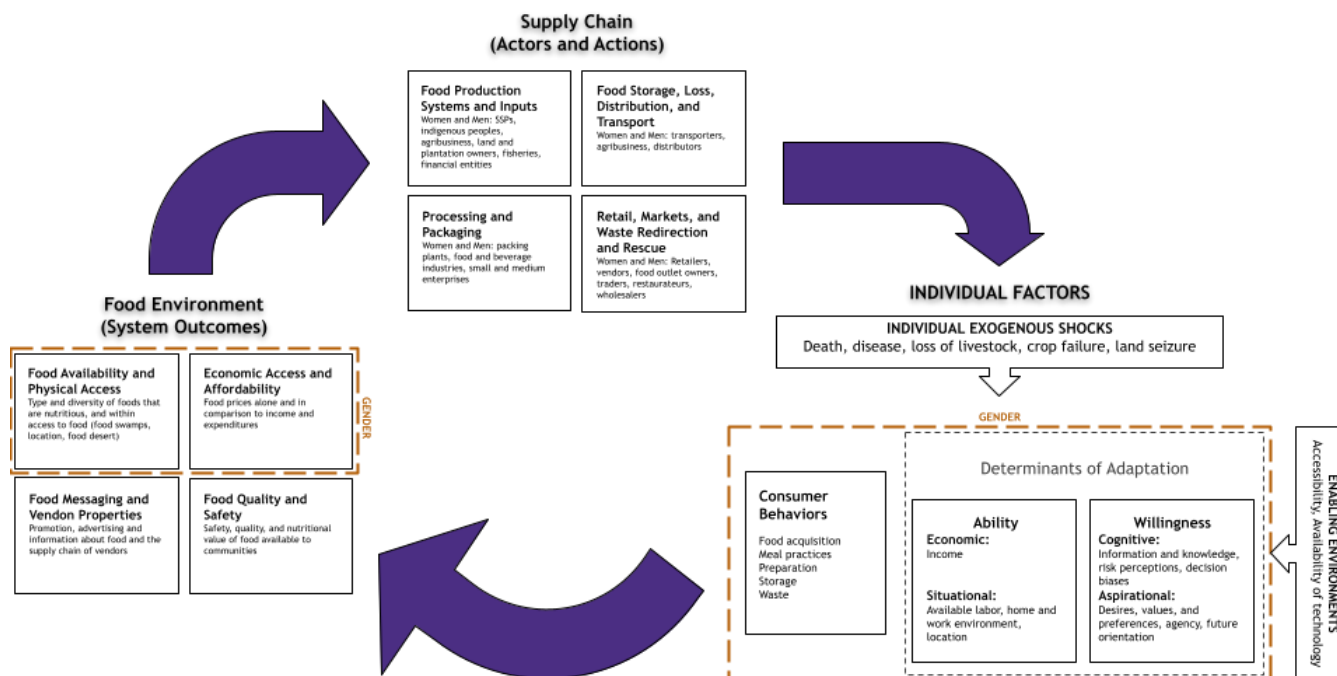 Supply Chain
(Actors and Actions)
Food Production
Systems and Inputs
Women and Men: SSPs,
indigenous peoples,
agribusiness, land and
plantation owners, fisheries,
financial entities
Food Storage, Loss,
Distribution, and
Transport
Women and Men: transporters,
agribusiness, distributors
Processing and
Packaging
Women and Men: packing
plants, food and beverage
industries, small and medium
enterprises
Retail, Markets, and
Waste Redirection
and Rescue
Women and Men: Retailers,
vendors, food outlet owners,
traders, restaurateurs,
wholesalers
Food Environment
(System Outcomes)
Food Availability and
Physical Access
Type and diversity of foods that
are nutritious, and within
access to food (food swamps,
location, food desert)
Economic Access and
Affordability
Food prices alone and in
comparison to income and
expenditures
GENDER
Food Messaging and
Vendon Properties
Promotion, advertising and
information about food and the
supply chain of vendors
Food Quality and
Safety
Safety, quality, and nutritional
value of food available to
communities
INDIVIDUAL FACTORS
INDIVIDUAL EXOGENOUS SHOCKS
Death, disease, loss of livestock, crop failure, land seizure
GENDER
Consumer
Behaviors
Food acquisition
Meal practices
Preparation
Storage
Waste
Determinants of Adaptation
Ability
Economic:
Income
Situational:
Available labor, home and
work environment,
location
Willingness
Cognitive:
Information and knowledge,
risk perceptions, decision
biases
Aspirational:
Desires, values, and
preferences, agency, future
orientation
ENABLING ENVIRONMENTS
Accessibility, Availability of technology